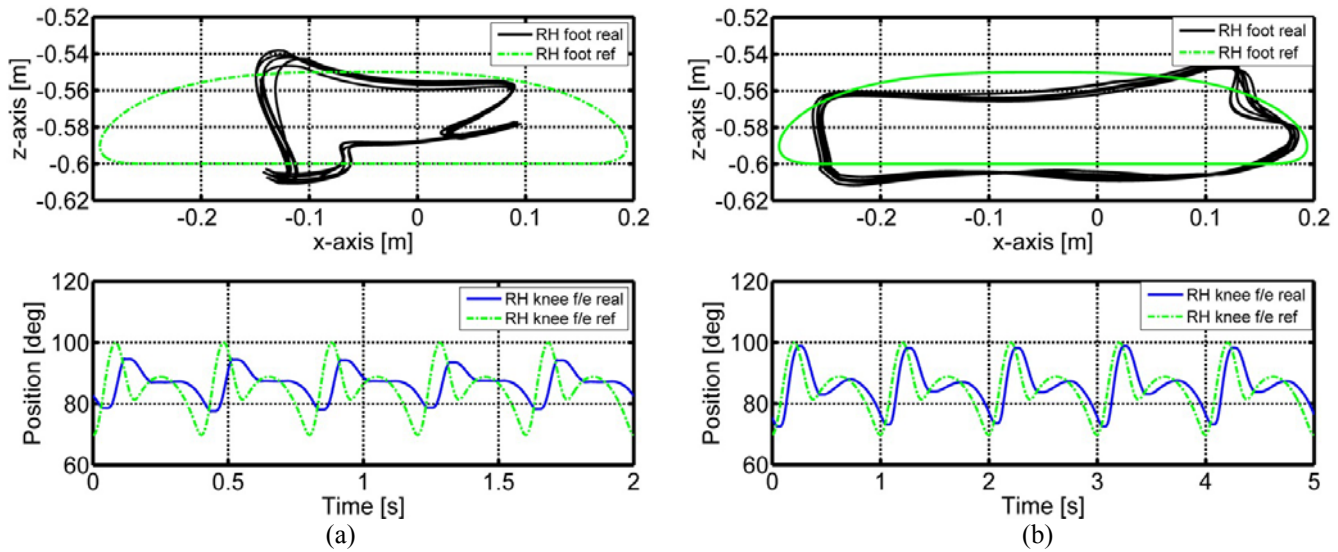 -0.52
-0.54
-0.56
-0.58
-0.6
-0.62
z-axis [m]
RH foot real
RH foot ref
-0.2
-0.1
0
0.1
0.2
x-axis [m]
120
100
80
60
Position [deg]
RH knee f/e real
RH knee f/e ref
0
0.5
1
1.5
2
Time [s]
(a)
-0.52
-0.54
-0.56
-0.58
-0.6
-0.62
z-axis [m]
RH foot real
RH foot ref
-0.2
-0.1
0
0.1
0.2
x-axis [m]
120
100
80
60
Position [deg]
RH knee f/e real
RH knee f/e ref
0
1
2
3
4
5
Time [s]
(b)